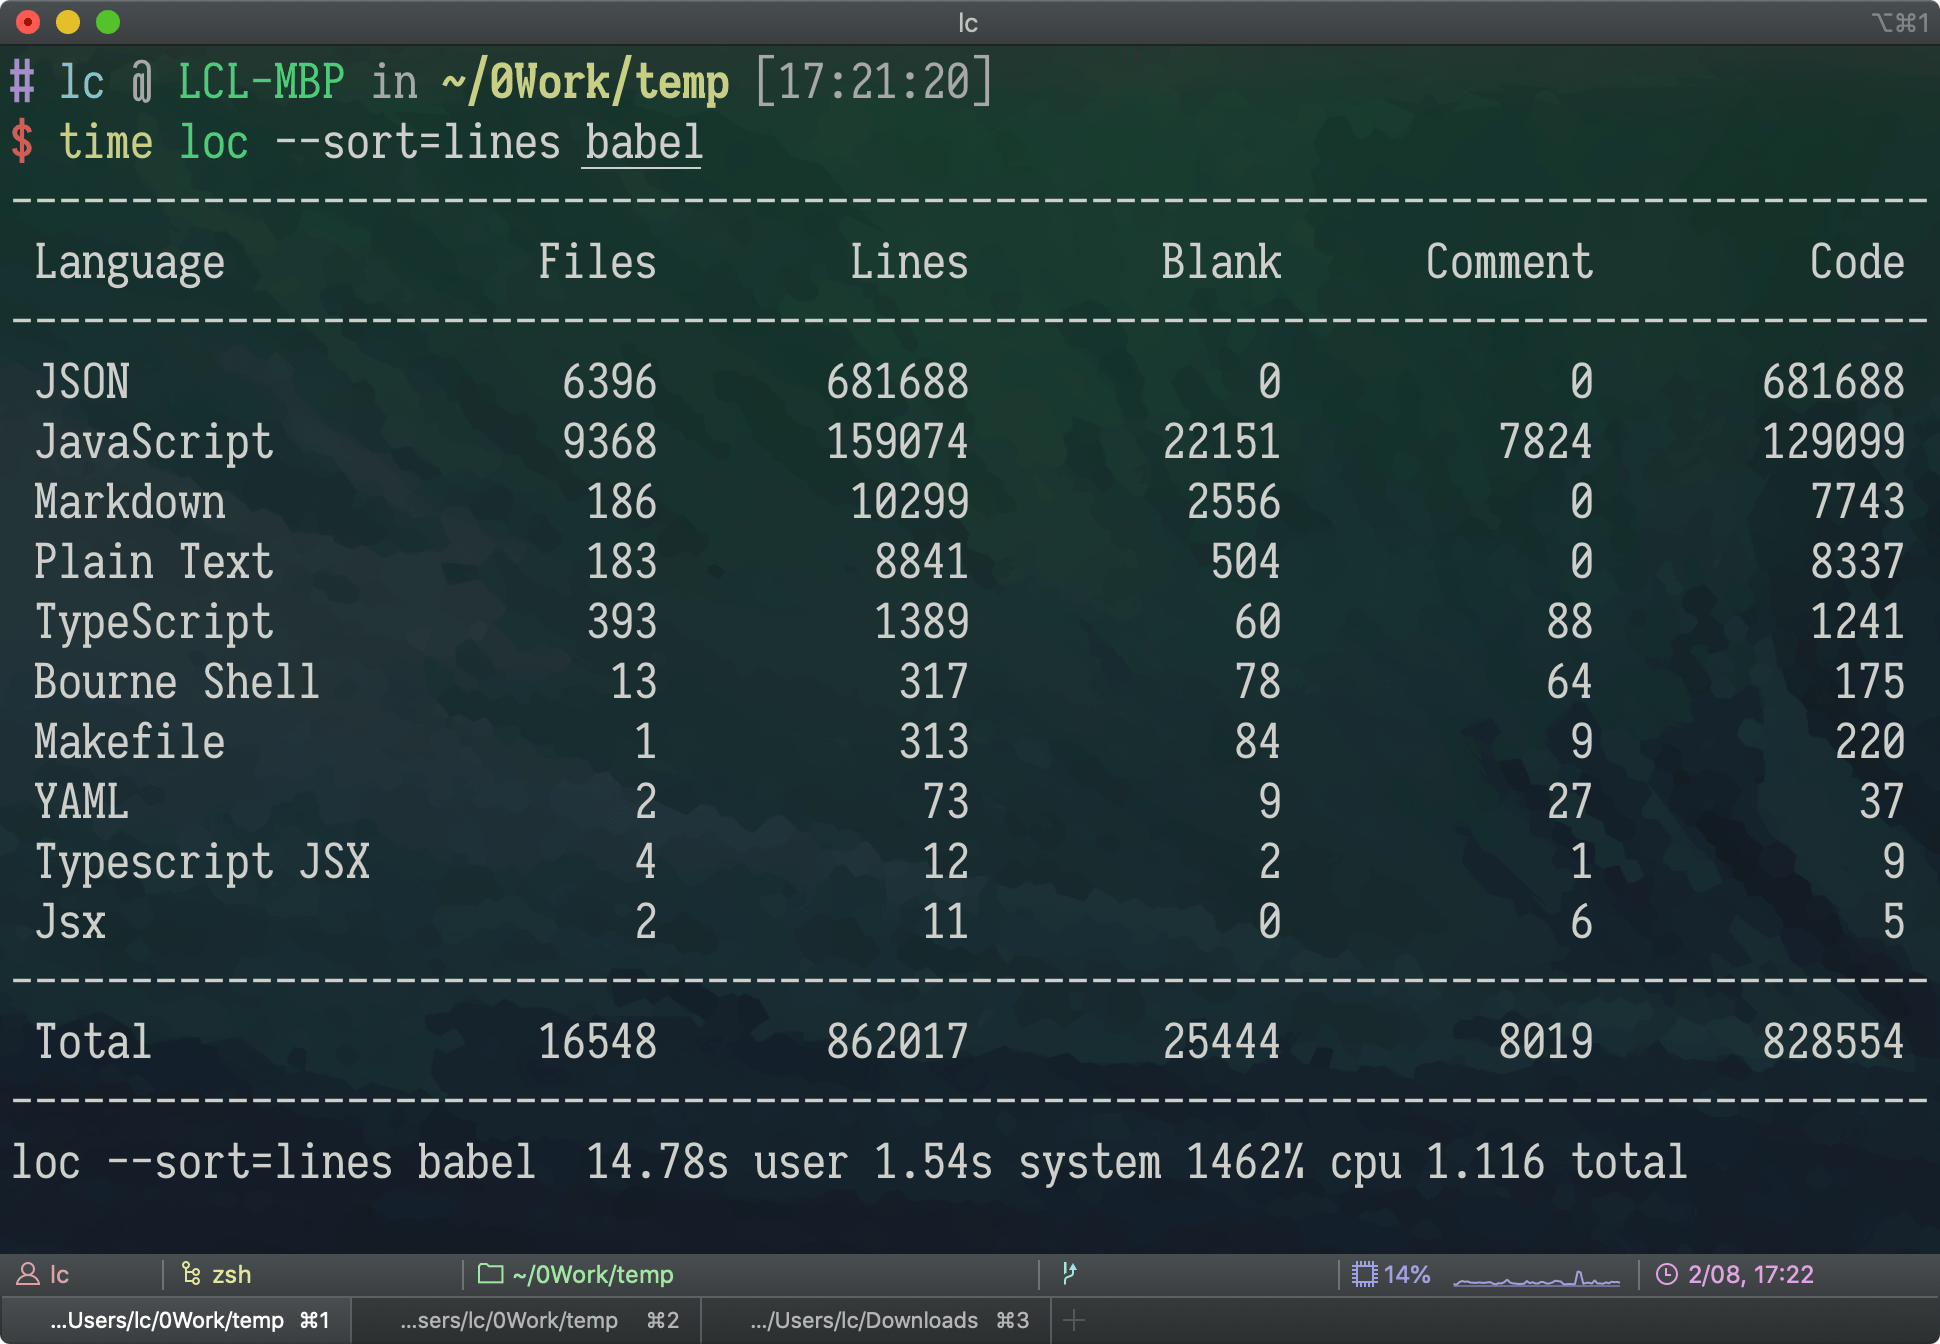 lc ⌥⌘1
# lc @ LCL-MBP in ~/0Work/temp [17:21:20]
$ time loc --sort=lines babel
--------------------------------------------------------------------------------
Language Files Lines Blank Comment Code
--------------------------------------------------------------------------------
JSON 6396 681688 0 0 681688
JavaScript 9368 159074 22151 7824 129099
Markdown 186 10299 2556 0 7743
Plain Text 183 8841 504 0 8337
TypeScript 393 1389 60 88 1241
Bourne Shell 13 317 78 64 175
Makefile 1 313 84 9 220
YAML 2 73 9 27 37
Typescript JSX 4 12 2 1 9
Jsx 2 11 0 6 5
--------------------------------------------------------------------------------
Total 16548 862017 25444 8019 828554
--------------------------------------------------------------------------------
loc --sort=lines babel 14.78s user 1.54s system 1462% cpu 1.116 total
lc zsh ~/0Work/temp 14% 2/08, 17:22
...Users/lc/0Work/temp ⌘1 ...sers/lc/0Work/temp ⌘2 .../Users/lc/Downloads ⌘3 +